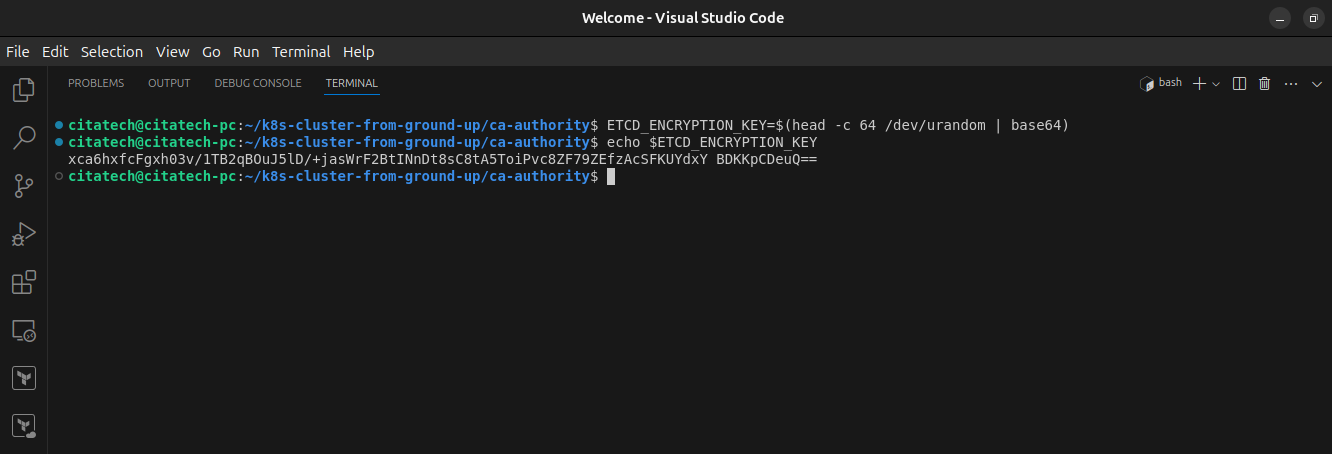 Welcome - Visual Studio Code
File Edit Selection View Go Run Terminal Help
PROBLEMS OUTPUT DEBUG CONSOLE TERMINAL bash
citatech@citatech-pc:~/k8s-cluster-from-ground-up/ca-authority$ ETCD_ENCRYPTION_KEY=$(head -c 64 /dev/urandom | base64)
citatech@citatech-pc:~/k8s-cluster-from-ground-up/ca-authority$ echo $ETCD_ENCRYPTION_KEY
xca6hxfcFgxh03v/1TB2qBOuJ5lD/+jasWrF2BtINnDt8sC8tA5ToiPvc8ZF79ZEfzAcSFKUYdxY BDKKpCDeuQ==
citatech@citatech-pc:~/k8s-cluster-from-ground-up/ca-authority$